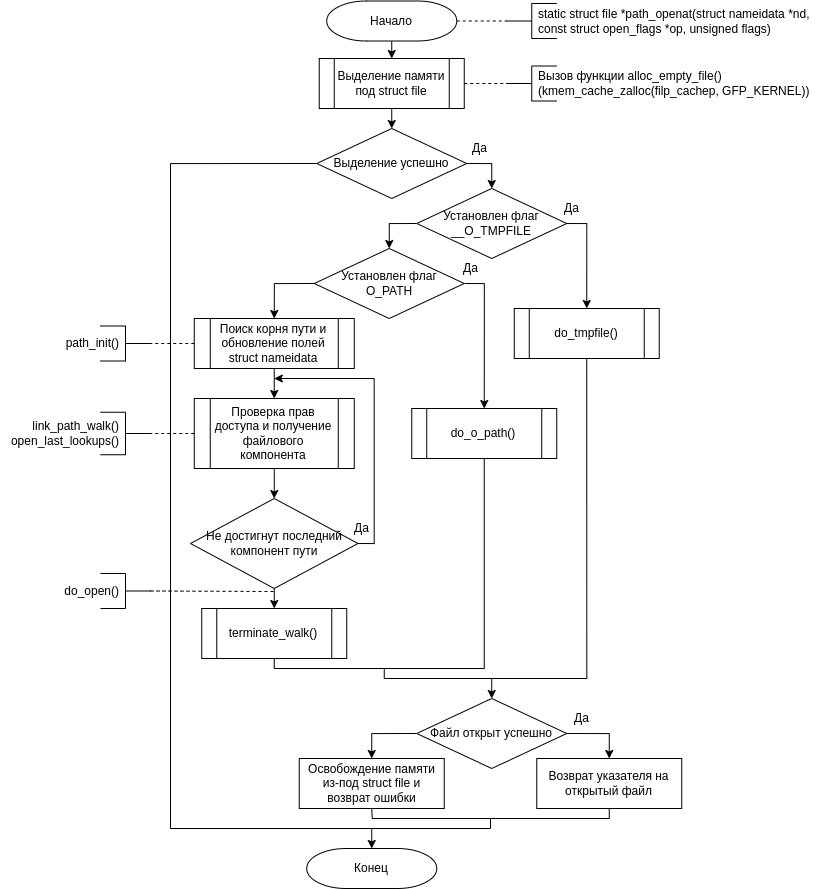 Начало
static struct file *path_openat(struct nameidata *nd,
const struct open_flags *op, unsigned flags)
Выделение памяти
под struct file
Вызов функции alloc_empty_file()
(kmem_cache_zalloc(filp_cachep, GFP_KERNEL))
Выделение успешно
Да
Установлен флаг
__O_TMPFILE
Да
Установлен флаг
O_PATH
Да
path_init()
Поиск корня пути и
обновление полей
struct nameidata
do_tmpfile()
link_path_walk()
open_last_lookups()
Проверка прав
доступа и получение
файлового
компонента
do_o_path()
Не достигнут последний
компонент пути
Да
do_open()
terminate_walk()
Файл открыт успешно
Да
Освобождение памяти
из-под struct file и
возврат ошибки
Возврат указателя на
открытый файл
Конец